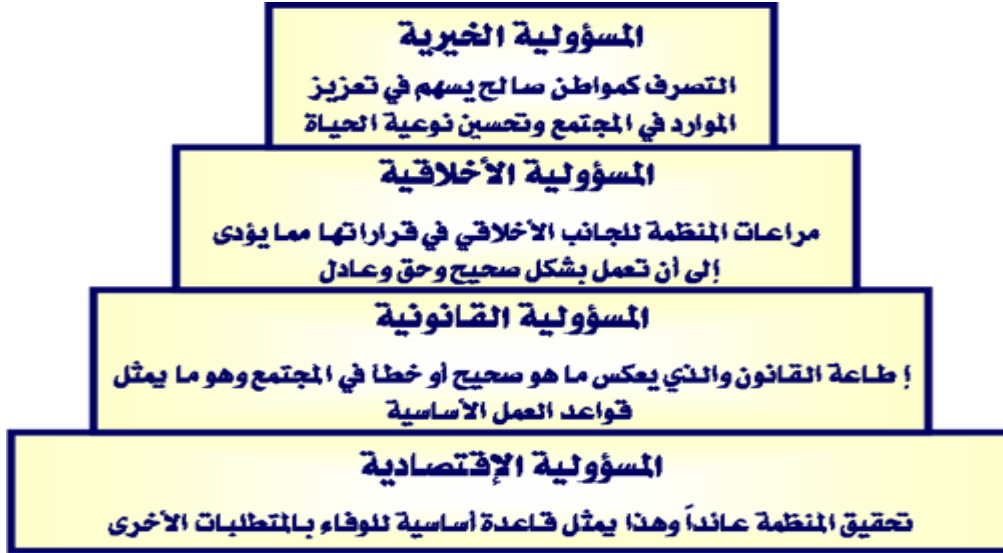 المسؤولية الخيرية
التصرف كمواطن صالح يسهم في تعزيز
الموارد في المجتمع وتحسين نوعية الحياة
المسؤولية الأخلاقية
مراعات المنظمة للجانب الأخلاقي في قراراتها مما يؤدى
إلى أن تعمل بشكل صحيح وحق وعادل
المسؤولية القانونية
إطاعة القانون والذي يعكس ما هو صحيح أو خطأ في المجتمع وهو ما يمثل
قواعد العمل الأساسية
المسؤولية الإقتصادية
تحقيق المنظمة عائداً وهذا يمثل قاعدة أساسية للوفاء بالمتطلبات الأخرى